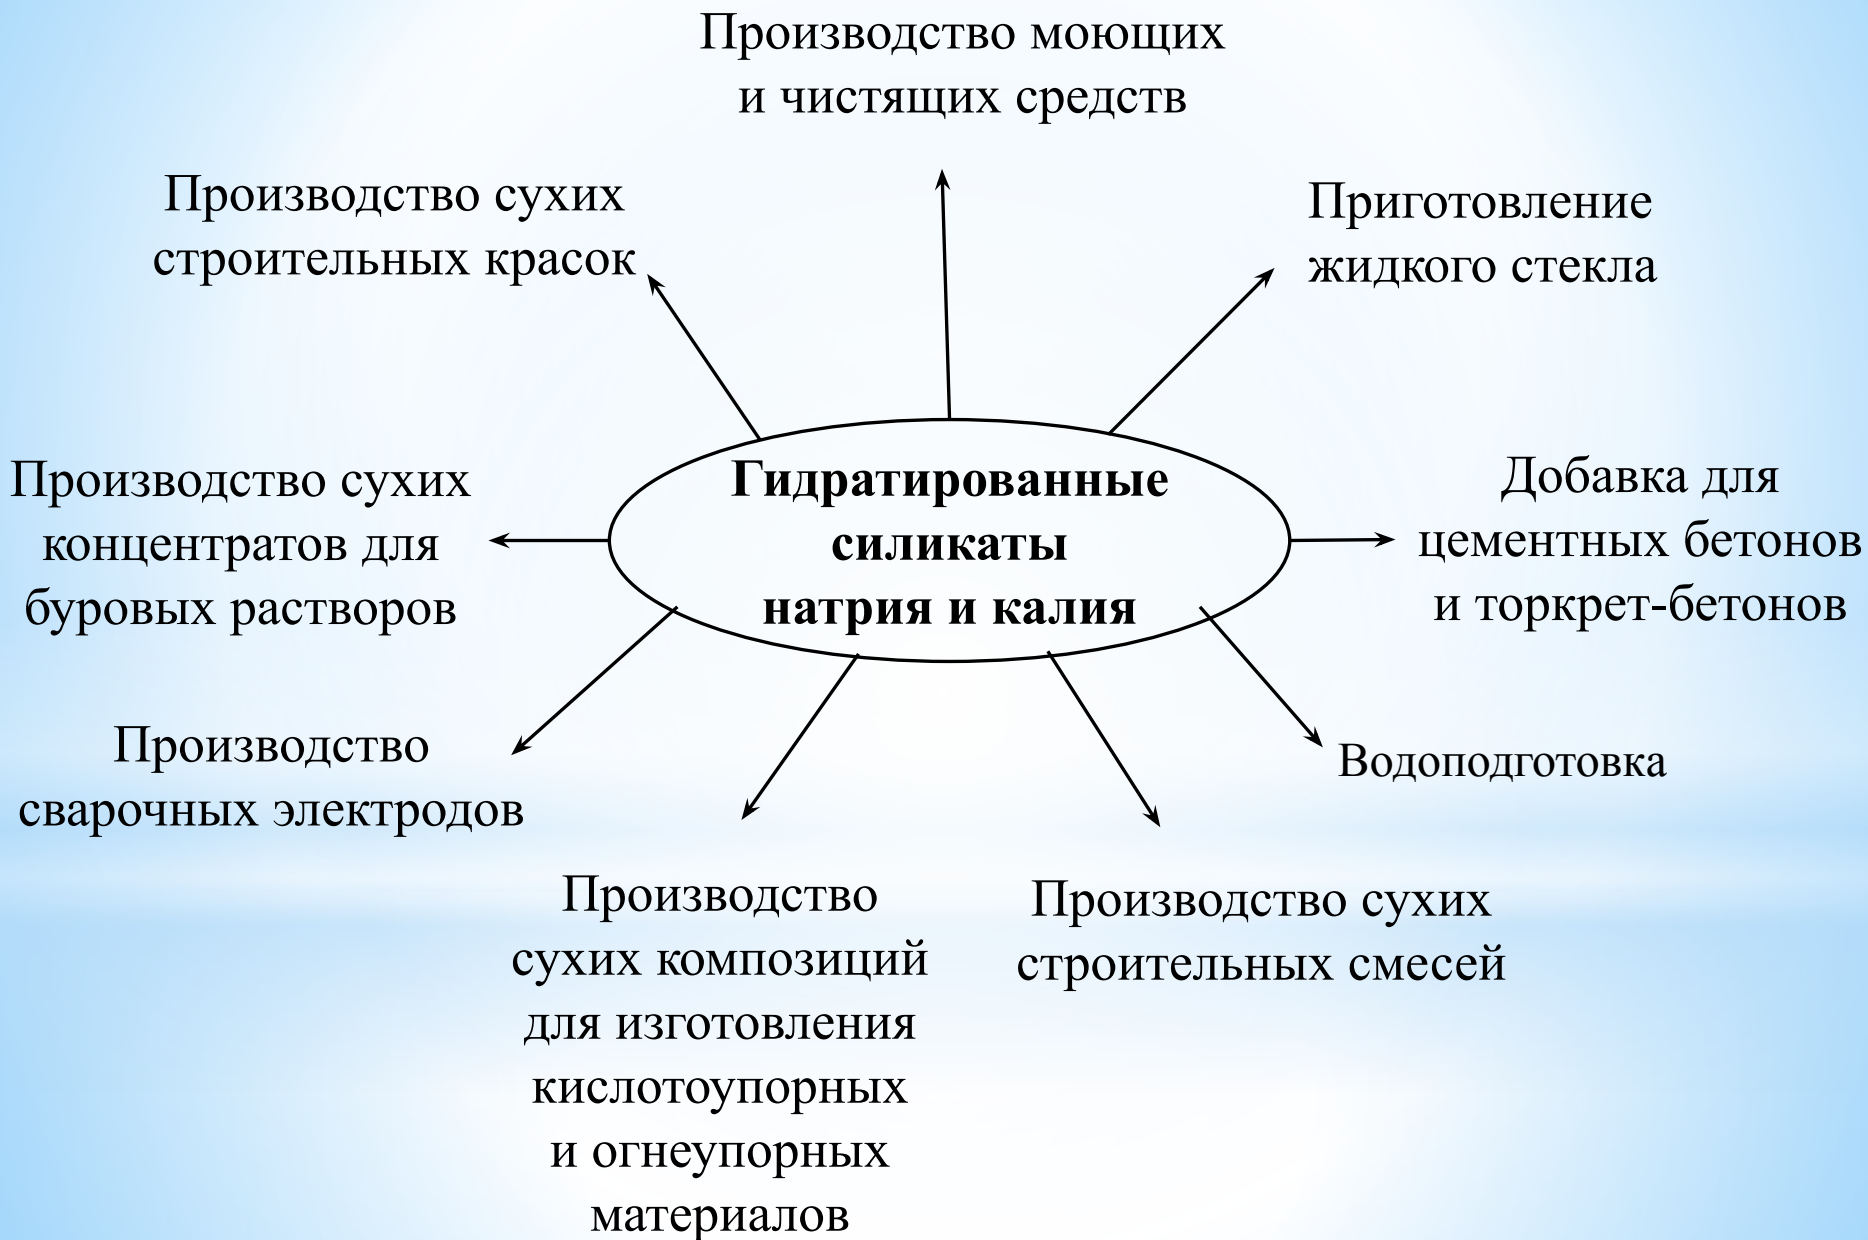 Производство моющих
и чистящих средств
Производство сухих
строительных красок
Приготовление
жидкого стекла
Производство сухих
концентратов для
буровых растворов
Гидратированные
силикаты
натрия и калия
Добавка для
цементных бетонов
и торкрет-бетонов
Производство
сварочных электродов
Водоподготовка
Производство
сухих композиций
для изготовления
кислотоупорных
и огнеупорных
материалов
Производство сухих
строительных смесей